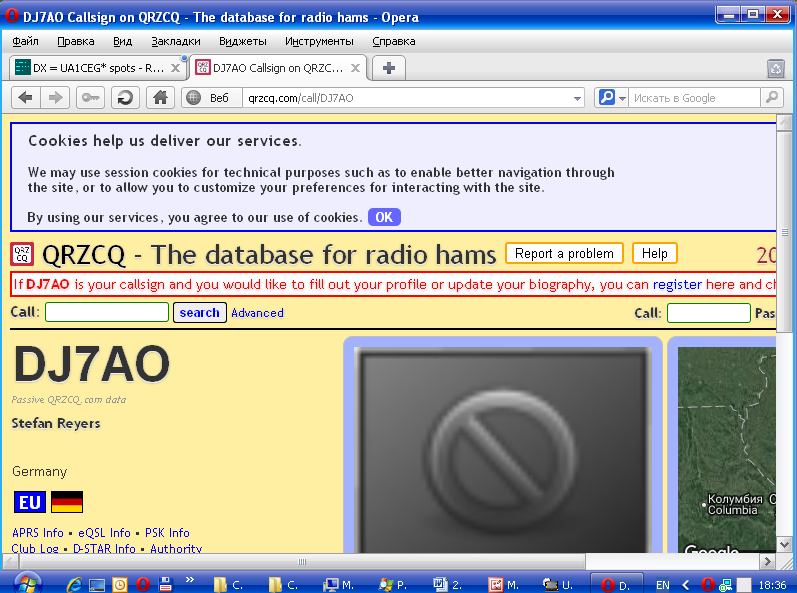 DJ7AO Callsign on QRZCQ - The database for radio hams - Opera
Файл Правка Вид Закладки Виджеты Инструменты Справка
DX = UA1CEG* spots - R... DJ7AO Callsign on QRZC...
Веб qrzcq.com/call/DJ7AO Искать в Google
Cookies help us deliver our services.
We may use session cookies for technical purposes such as to enable better navigation through
the site, or to allow you to customize your preferences for interacting with the site.
By using our services, you agree to our use of cookies. OK
QRZ CQ QRZCQ - The database for radio hams Report a problem Help 20
If DJ7AO is your callsign and you would like to fill out your profile or update your biography, you can register here and ch
Call: search Advanced Call: Pas
DJ7AO
Passive QRZCQ.com data
Stefan Reyers
Germany
EU
APRS Info • eQSL Info • PSK Info
Club Log • D-STAR Info • Authority
Колумбия
Columbia
Google
С. С. М. Р. 2. М. U. D. EN 18:36